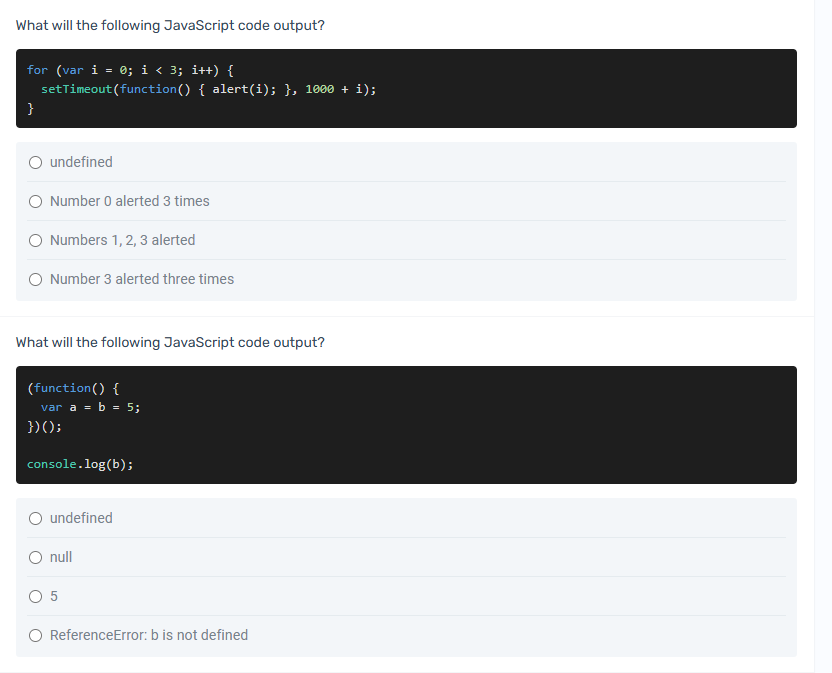 What will the following JavaScript code output?
for (var i = 0; i < 3; i++) {
  setTimeout(function() { alert(i); }, 1000 + i);
}
undefined
Number 0 alerted 3 times
Numbers 1, 2, 3 alerted
Number 3 alerted three times
What will the following JavaScript code output?
(function() {
  var a = b = 5;
})();
console.log(b);
undefined
null
5
ReferenceError: b is not defined